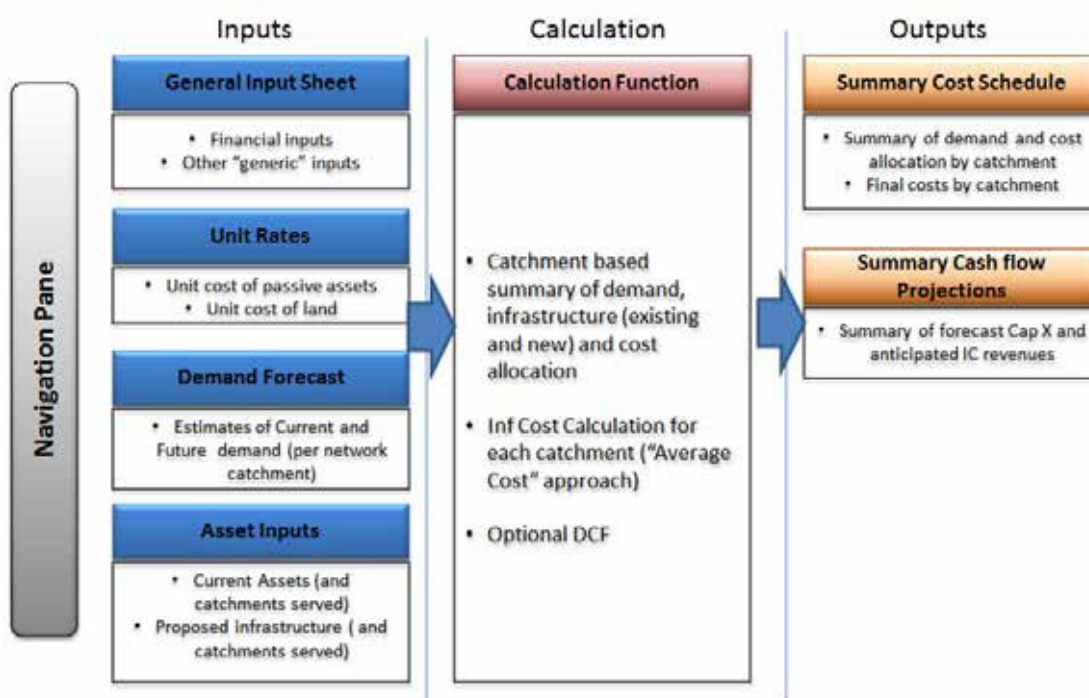 Inputs
Calculation
Outputs
Navigation Pane
General Input Sheet
• Financial inputs
• Other "generic" inputs
Unit Rates
• Unit cost of passive assets
• Unit cost of land
Demand Forecast
• Estimates of Current and
Future demand (per network
catchment)
Asset Inputs
• Current Assets (and
catchments served)
• Proposed infrastructure ( and
catchments served)
Calculation Function
• Catchment based
summary of demand,
infrastructure (existing
and new) and cost
allocation
• Inf Cost Calculation for
each catchment ("Average
Cost" approach)
• Optional DCF
Summary Cost Schedule
• Summary of demand and cost
allocation by catchment
• Final costs by catchment
Summary Cash flow
Projections
• Summary of forecast Cap X and
anticipated IC revenues